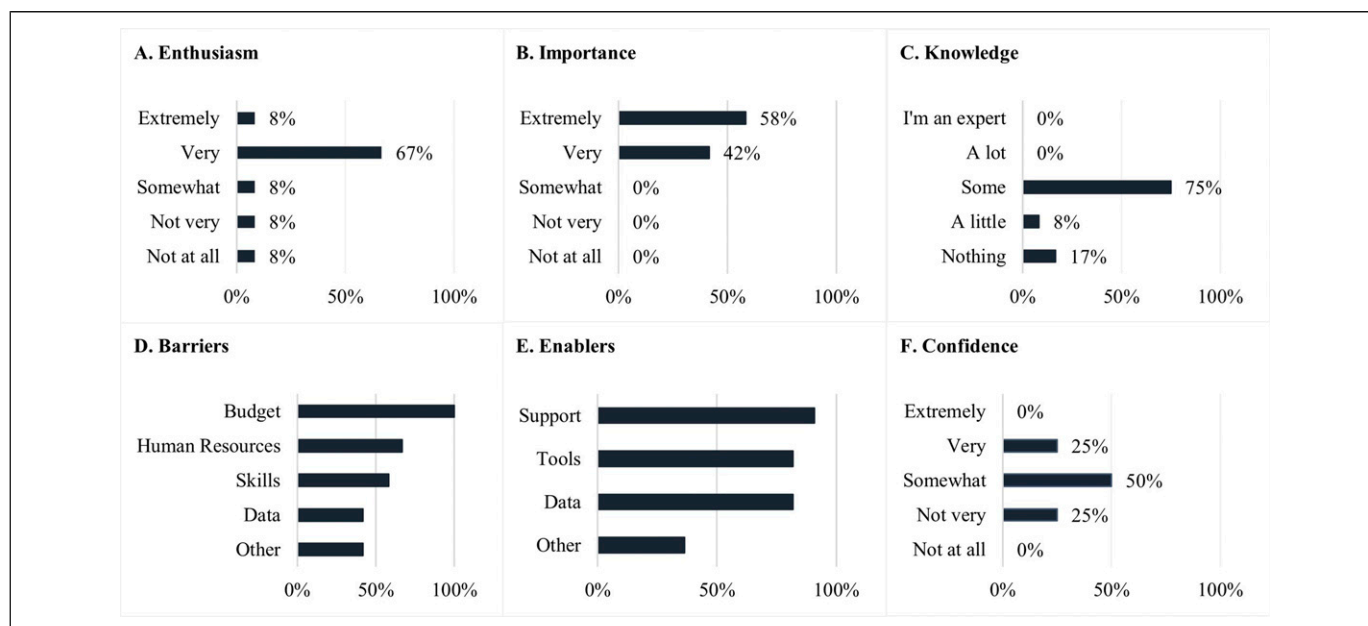 A. Enthusiasm
Extremely 8%
Very 67%
Somewhat 8%
Not very 8%
Not at all 8%
0% 50% 100%
B. Importance
Extremely 58%
Very 42%
Somewhat 0%
Not very 0%
Not at all 0%
0% 50% 100%
C. Knowledge
I'm an expert 0%
A lot 0%
Some 75%
A little 8%
Nothing 17%
0% 50% 100%
D. Barriers
Budget
Human Resources
Skills
Data
Other
0% 50% 100%
E. Enablers
Support
Tools
Data
Other
0% 50% 100%
F. Confidence
Extremely 0%
Very 25%
Somewhat 50%
Not very 25%
Not at all 0%
0% 50% 100%